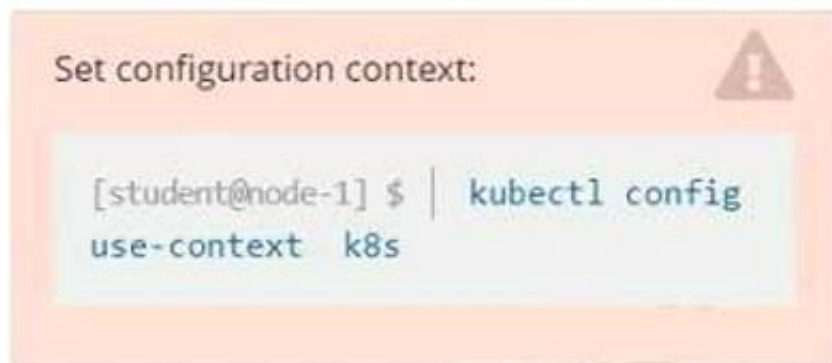 Set configuration context:
[student@node-1] $ | kubectl config
use-context k8s